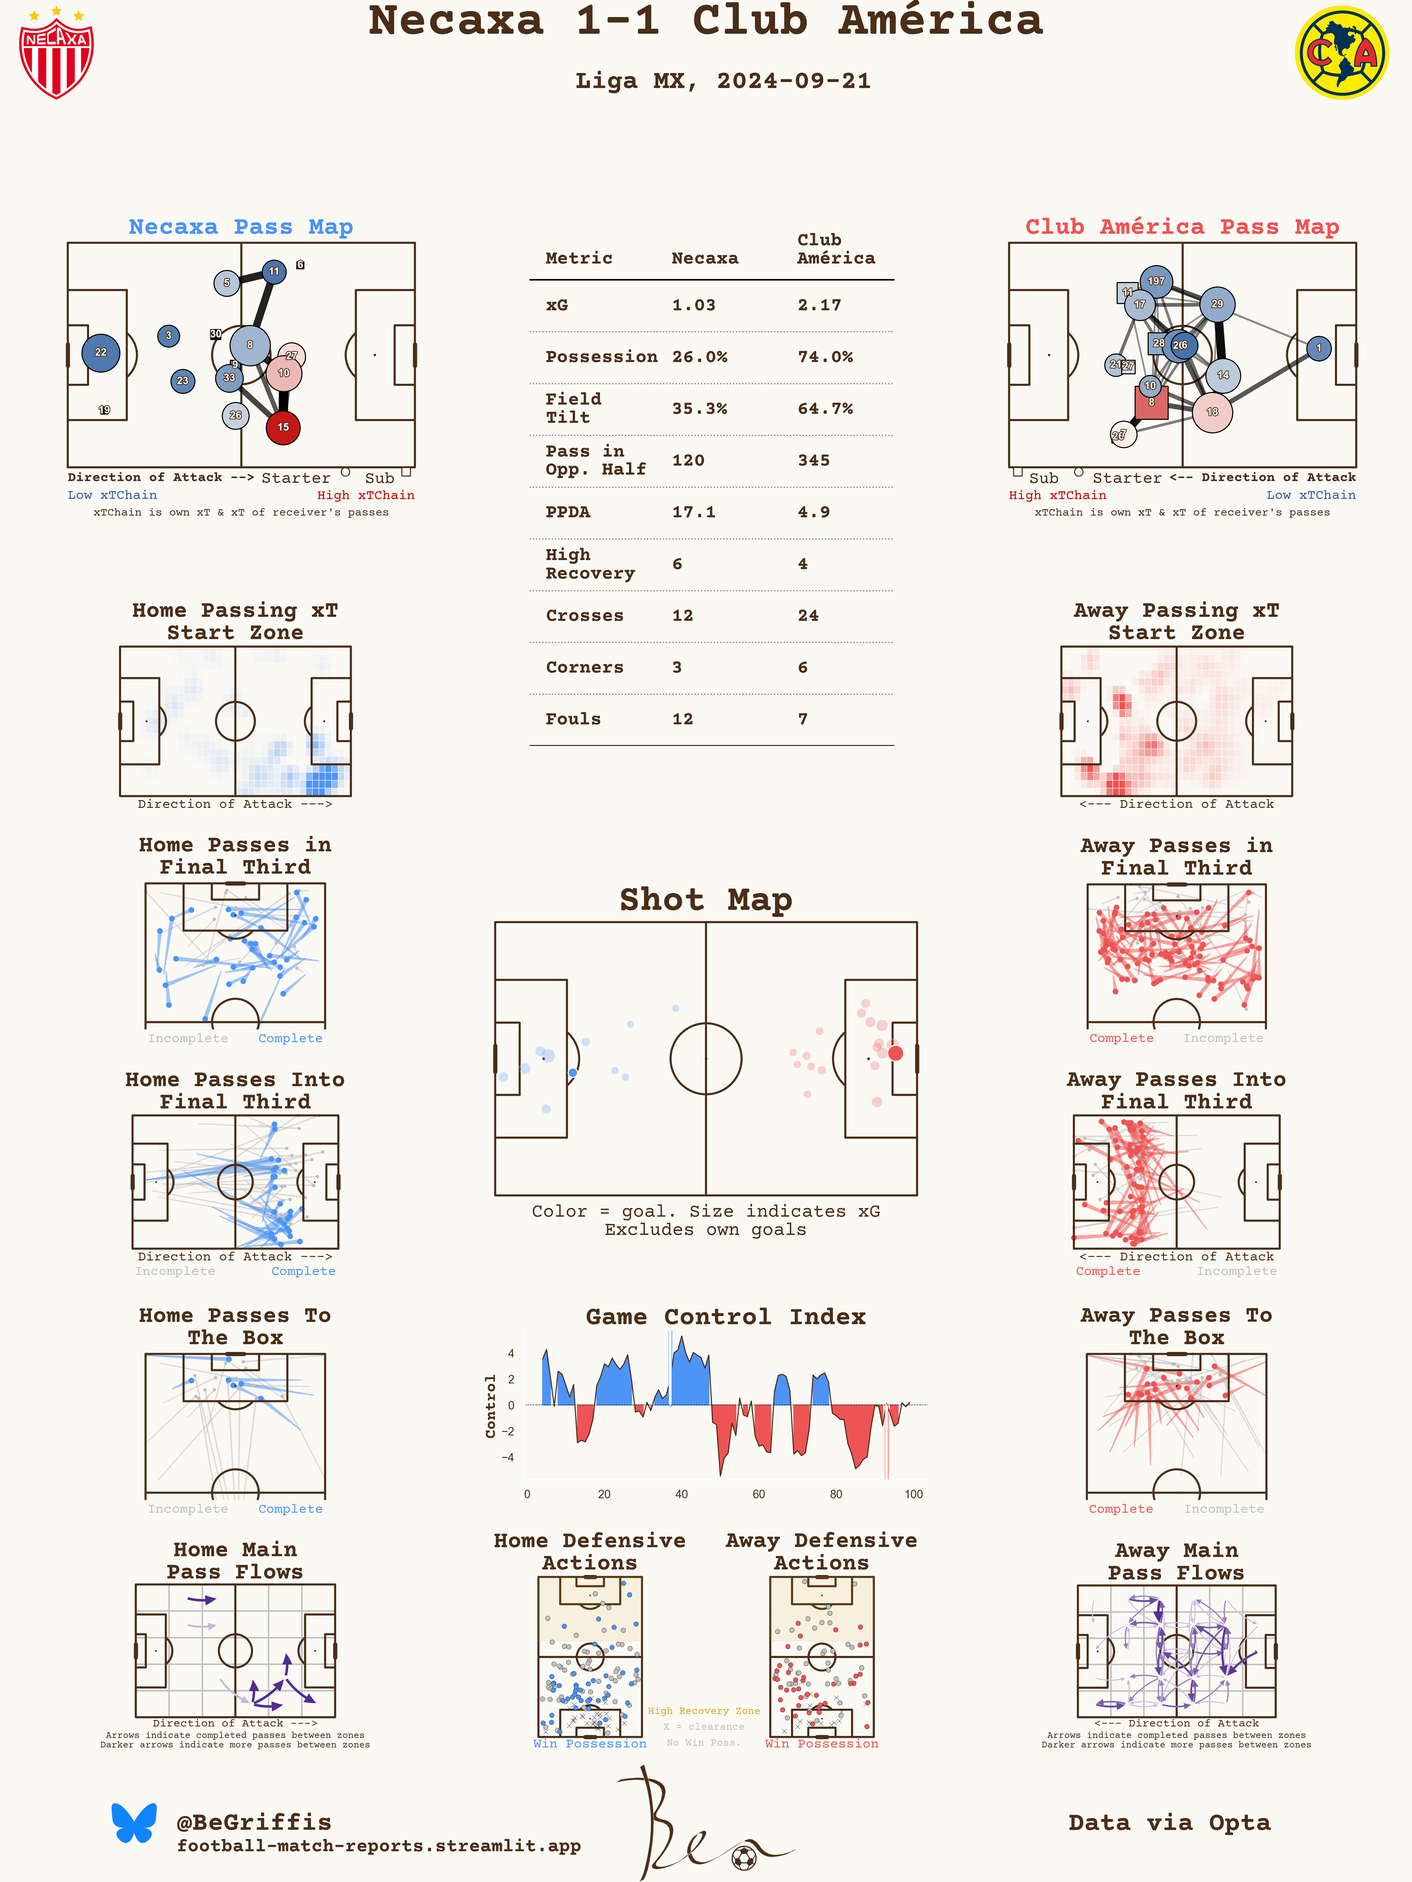 Necaxa 1-1 Club América
Liga MX, 2024-09-21
NECAXA
C A
Necaxa Pass Map
22
3
23
19
5
11
6
30
8
9
33
27
10
26
15
Direction of Attack --> Starter Sub
Low xTChain High xTChain
xTChain is own xT & xT of receiver's passes
Metric Necaxa Club América
xG 1.03 2.17
Possession 26.0% 74.0%
Field Tilt 35.3% 64.7%
Pass in Opp. Half 120 345
PPDA 17.1 4.9
High Recovery 6 4
Crosses 12 24
Corners 3 6
Fouls 12 7
Club América Pass Map
197
11
17
29
28
20
6
1
21
27
10
14
8
18
7
Sub Starter <-- Direction of Attack
High xTChain Low xTChain
xTChain is own xT & xT of receiver's passes
Home Passing xT
Start Zone
Direction of Attack --->
Away Passing xT
Start Zone
<--- Direction of Attack
Home Passes in
Final Third
Incomplete Complete
Away Passes in
Final Third
Complete Incomplete
Shot Map
Color = goal. Size indicates xG
Excludes own goals
Home Passes Into
Final Third
Direction of Attack --->
Incomplete Complete
Away Passes Into
Final Third
<--- Direction of Attack
Complete Incomplete
Home Passes To
The Box
Incomplete Complete
Game Control Index
Control
4
2
0
−2
−4
0 20 40 60 80 100
Away Passes To
The Box
Complete Incomplete
Home Main
Pass Flows
Direction of Attack --->
Arrows indicate completed passes between zones
Darker arrows indicate more passes between zones
Home Defensive
Actions
Win Possession
High Recovery Zone
X = clearance
No Win Poss.
Away Defensive
Actions
Win Possession
Away Main
Pass Flows
<--- Direction of Attack
Arrows indicate completed passes between zones
Darker arrows indicate more passes between zones
@BeGriffis
football-match-reports.streamlit.app
Ben
Data via Opta